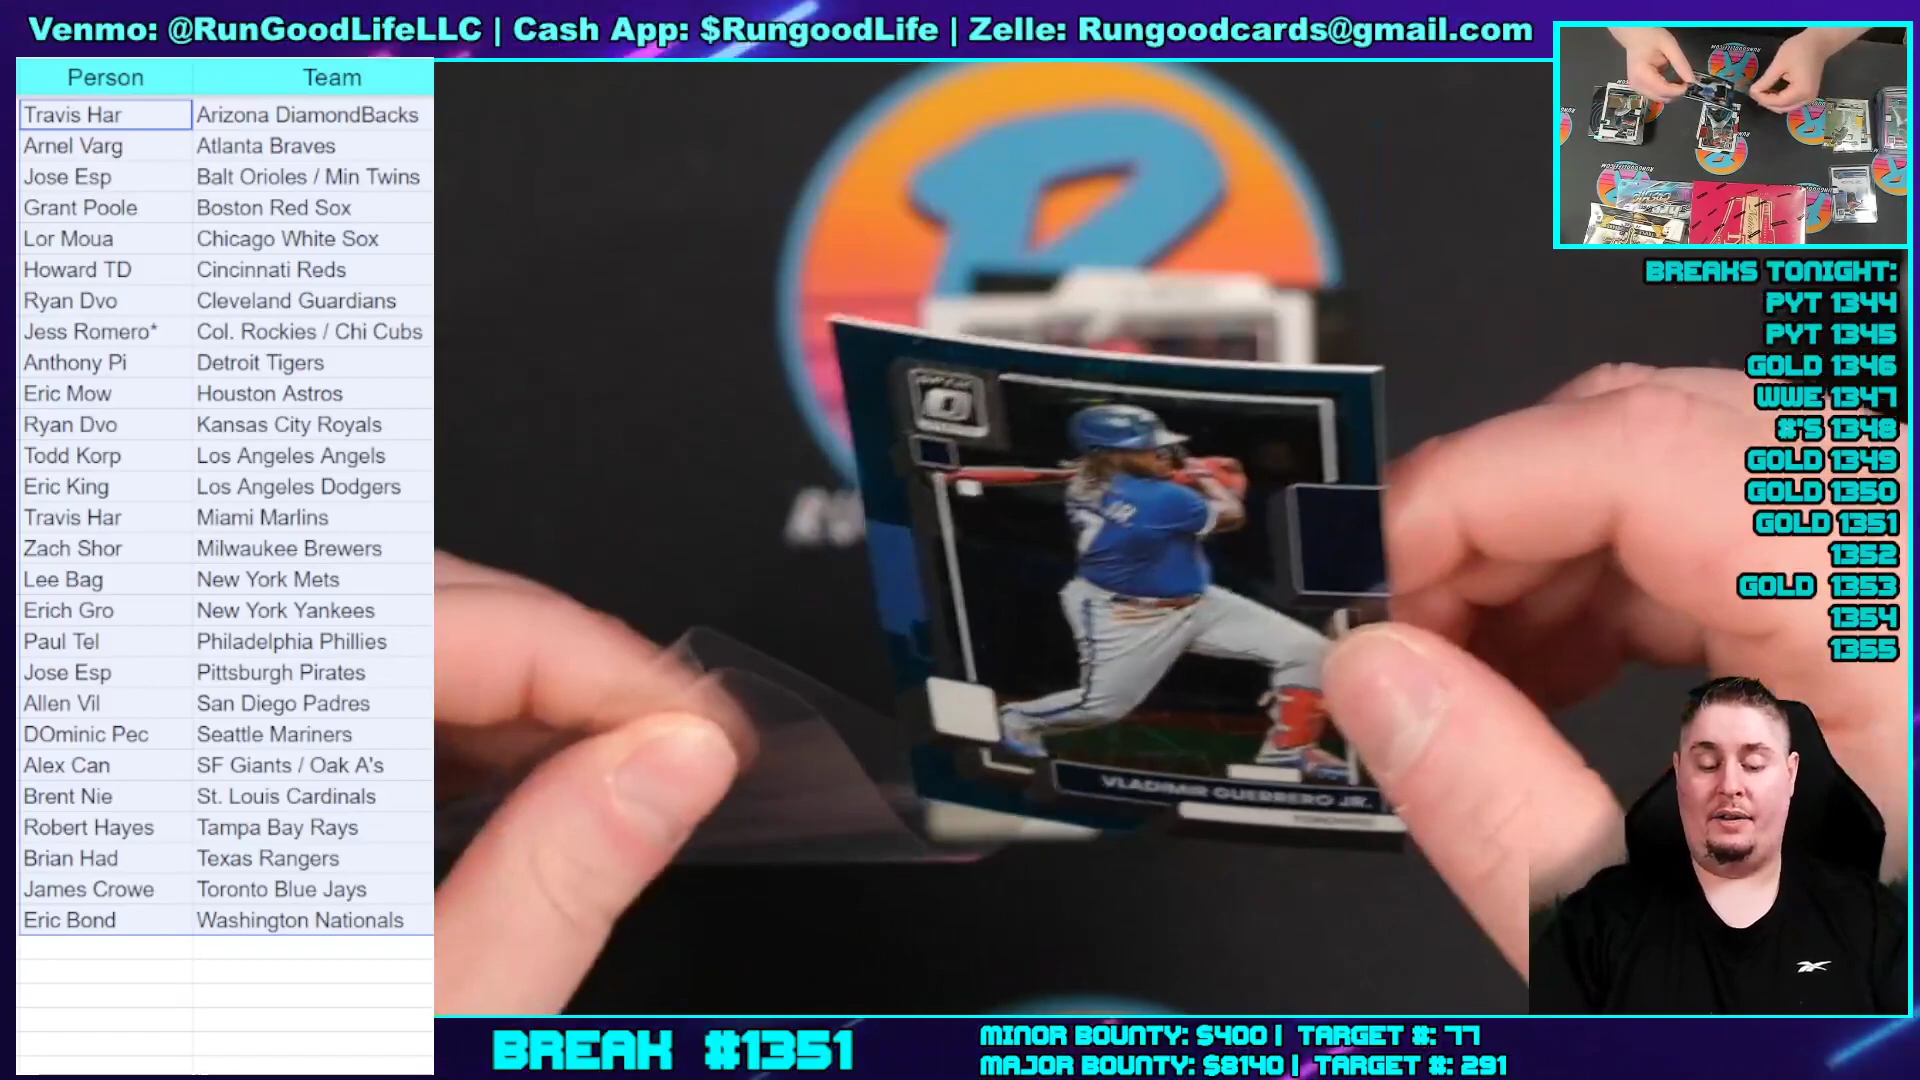 Venmo: @RunGoodLifeLLC | Cash App: $RungoodLife | Zelle: Rungoodcards@gmail.com
Person Team
Travis Har Arizona DiamondBacks
Arnel Varg Atlanta Braves
Jose Esp Balt Orioles / Min Twins
Grant Poole Boston Red Sox
Lor Moua Chicago White Sox
Howard TD Cincinnati Reds
Ryan Dvo Cleveland Guardians
Jess Romero* Col. Rockies / Chi Cubs
Anthony Pi Detroit Tigers
Eric Mow Houston Astros
Ryan Dvo Kansas City Royals
Todd Korp Los Angeles Angels
Eric King Los Angeles Dodgers
Travis Har Miami Marlins
Zach Shor Milwaukee Brewers
Lee Bag New York Mets
Erich Gro New York Yankees
Paul Tel Philadelphia Phillies
Jose Esp Pittsburgh Pirates
Allen Vil San Diego Padres
DOminic Pec Seattle Mariners
Alex Can SF Giants / Oak A's
Brent Nie St. Louis Cardinals
Robert Hayes Tampa Bay Rays
Brian Had Texas Rangers
James Crowe Toronto Blue Jays
Eric Bond Washington Nationals
VLADIMIR GUERRERO JR.
BREAKS TONIGHT:
PYT 1344
PYT 1345
GOLD 1346
WWE 1347
#'S 1348
GOLD 1349
GOLD 1350
GOLD 1351
1352
GOLD 1353
1354
1355
BREAK #1351
MINOR BOUNTY: $400 | TARGET #: 77
MAJOR BOUNTY: $8140 | TARGET #: 291